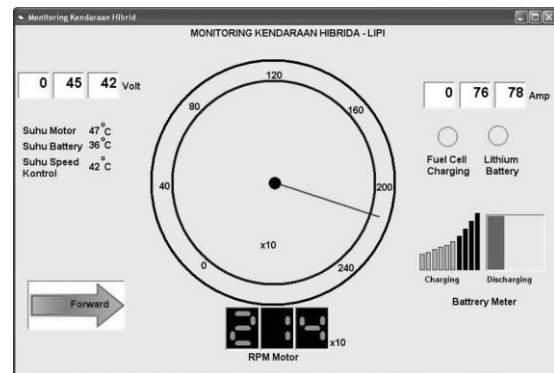 Monitoring Kendaraan Hibrid
MONITORING KENDARAAN HIBRIDA - LIPI
0 45 42 Volt
Suhu Motor 47°C
Suhu Battery 36°C
Suhu Speed
Kontrol 42°C
0
40
80
120
160
200
240
x10
0 76 78 Amp
Fuel Cell
Charging
Lithium
Battery
Charging
Discharging
Battrery Meter
Forward
214 x10
RPM Motor